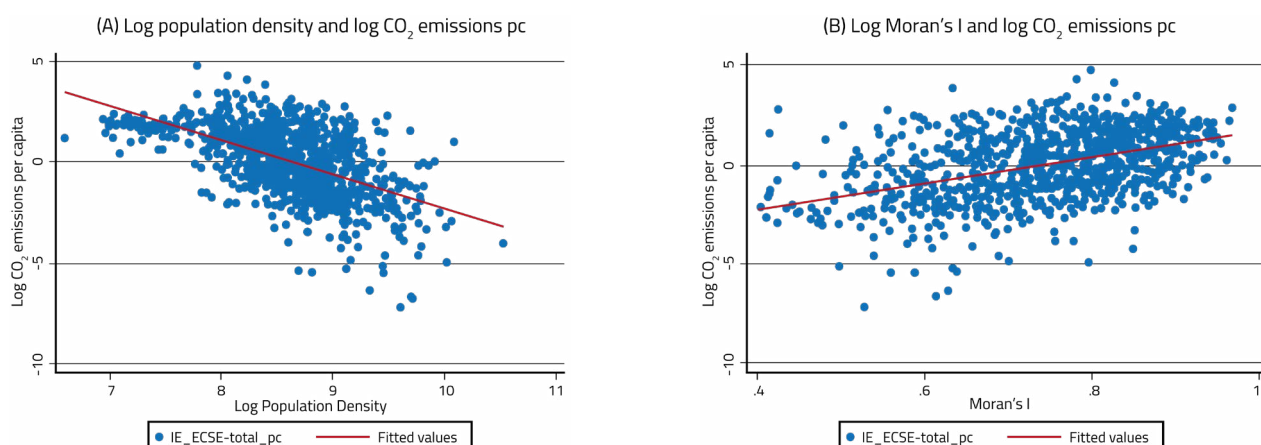 (A) Log population density and log CO₂ emissions pc
Log CO₂ emissions per capita
5
0
-5
-10
7
8
9
10
11
Log Population Density
IE_ECSE-total_pc
Fitted values
(B) Log Moran's I and log CO₂ emissions pc
Log CO₂ emissions per capita
5
0
-5
-10
.4
.6
.8
1
Moran's I
IE_ECSE-total_pc
Fitted values